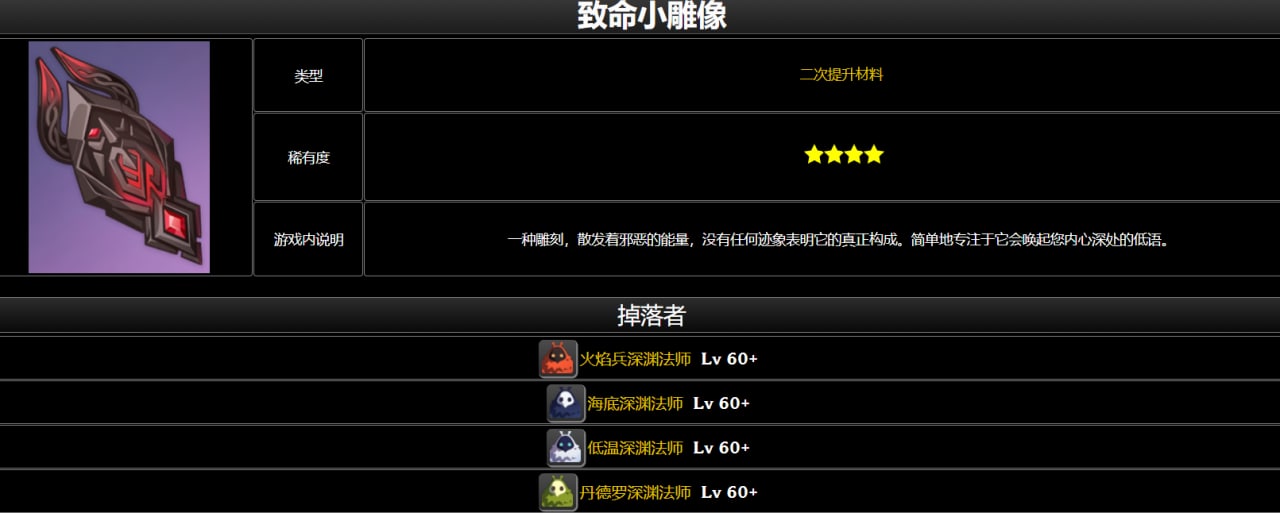 致命小雕像
类型
二次提升材料
稀有度
游戏内说明
一种雕刻，散发着邪恶的能量，没有任何迹象表明它的真正构成。简单地专注于它会唤起您内心深处的低语。
掉落者
火焰兵深渊法师 Lv 60+
海底深渊法师 Lv 60+
低温深渊法师 Lv 60+
丹德罗深渊法师 Lv 60+